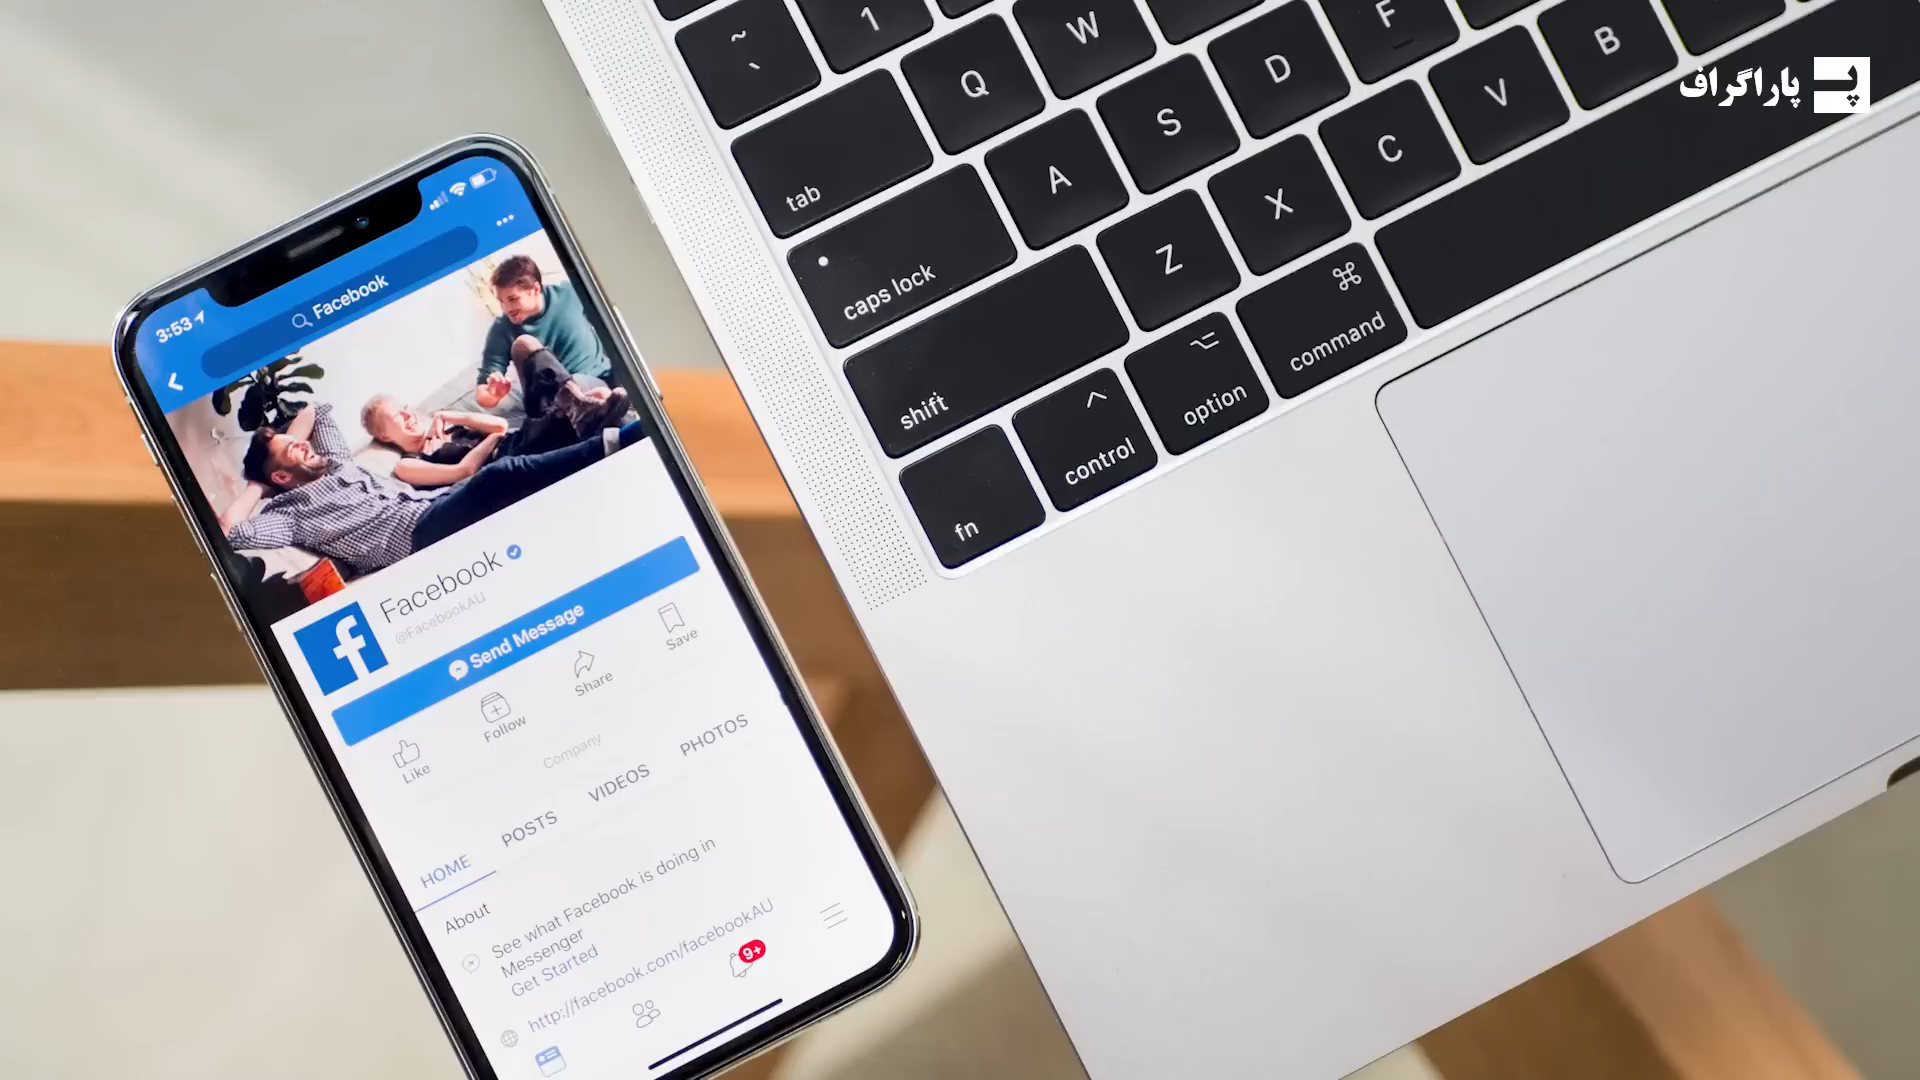 پاراگراف
3:53
Facebook
Facebook
@FacebookAU
Send Message
Like
Follow
Share
Save
Company
HOME
POSTS
VIDEOS
PHOTOS
About
See what Facebook is doing in
Messenger
Get Started
http://facebook.com/facebookAU
9+
~
`
1
tab
Q
W
caps lock
A
S
D
F
shift
Z
X
C
V
B
fn
control
option
command